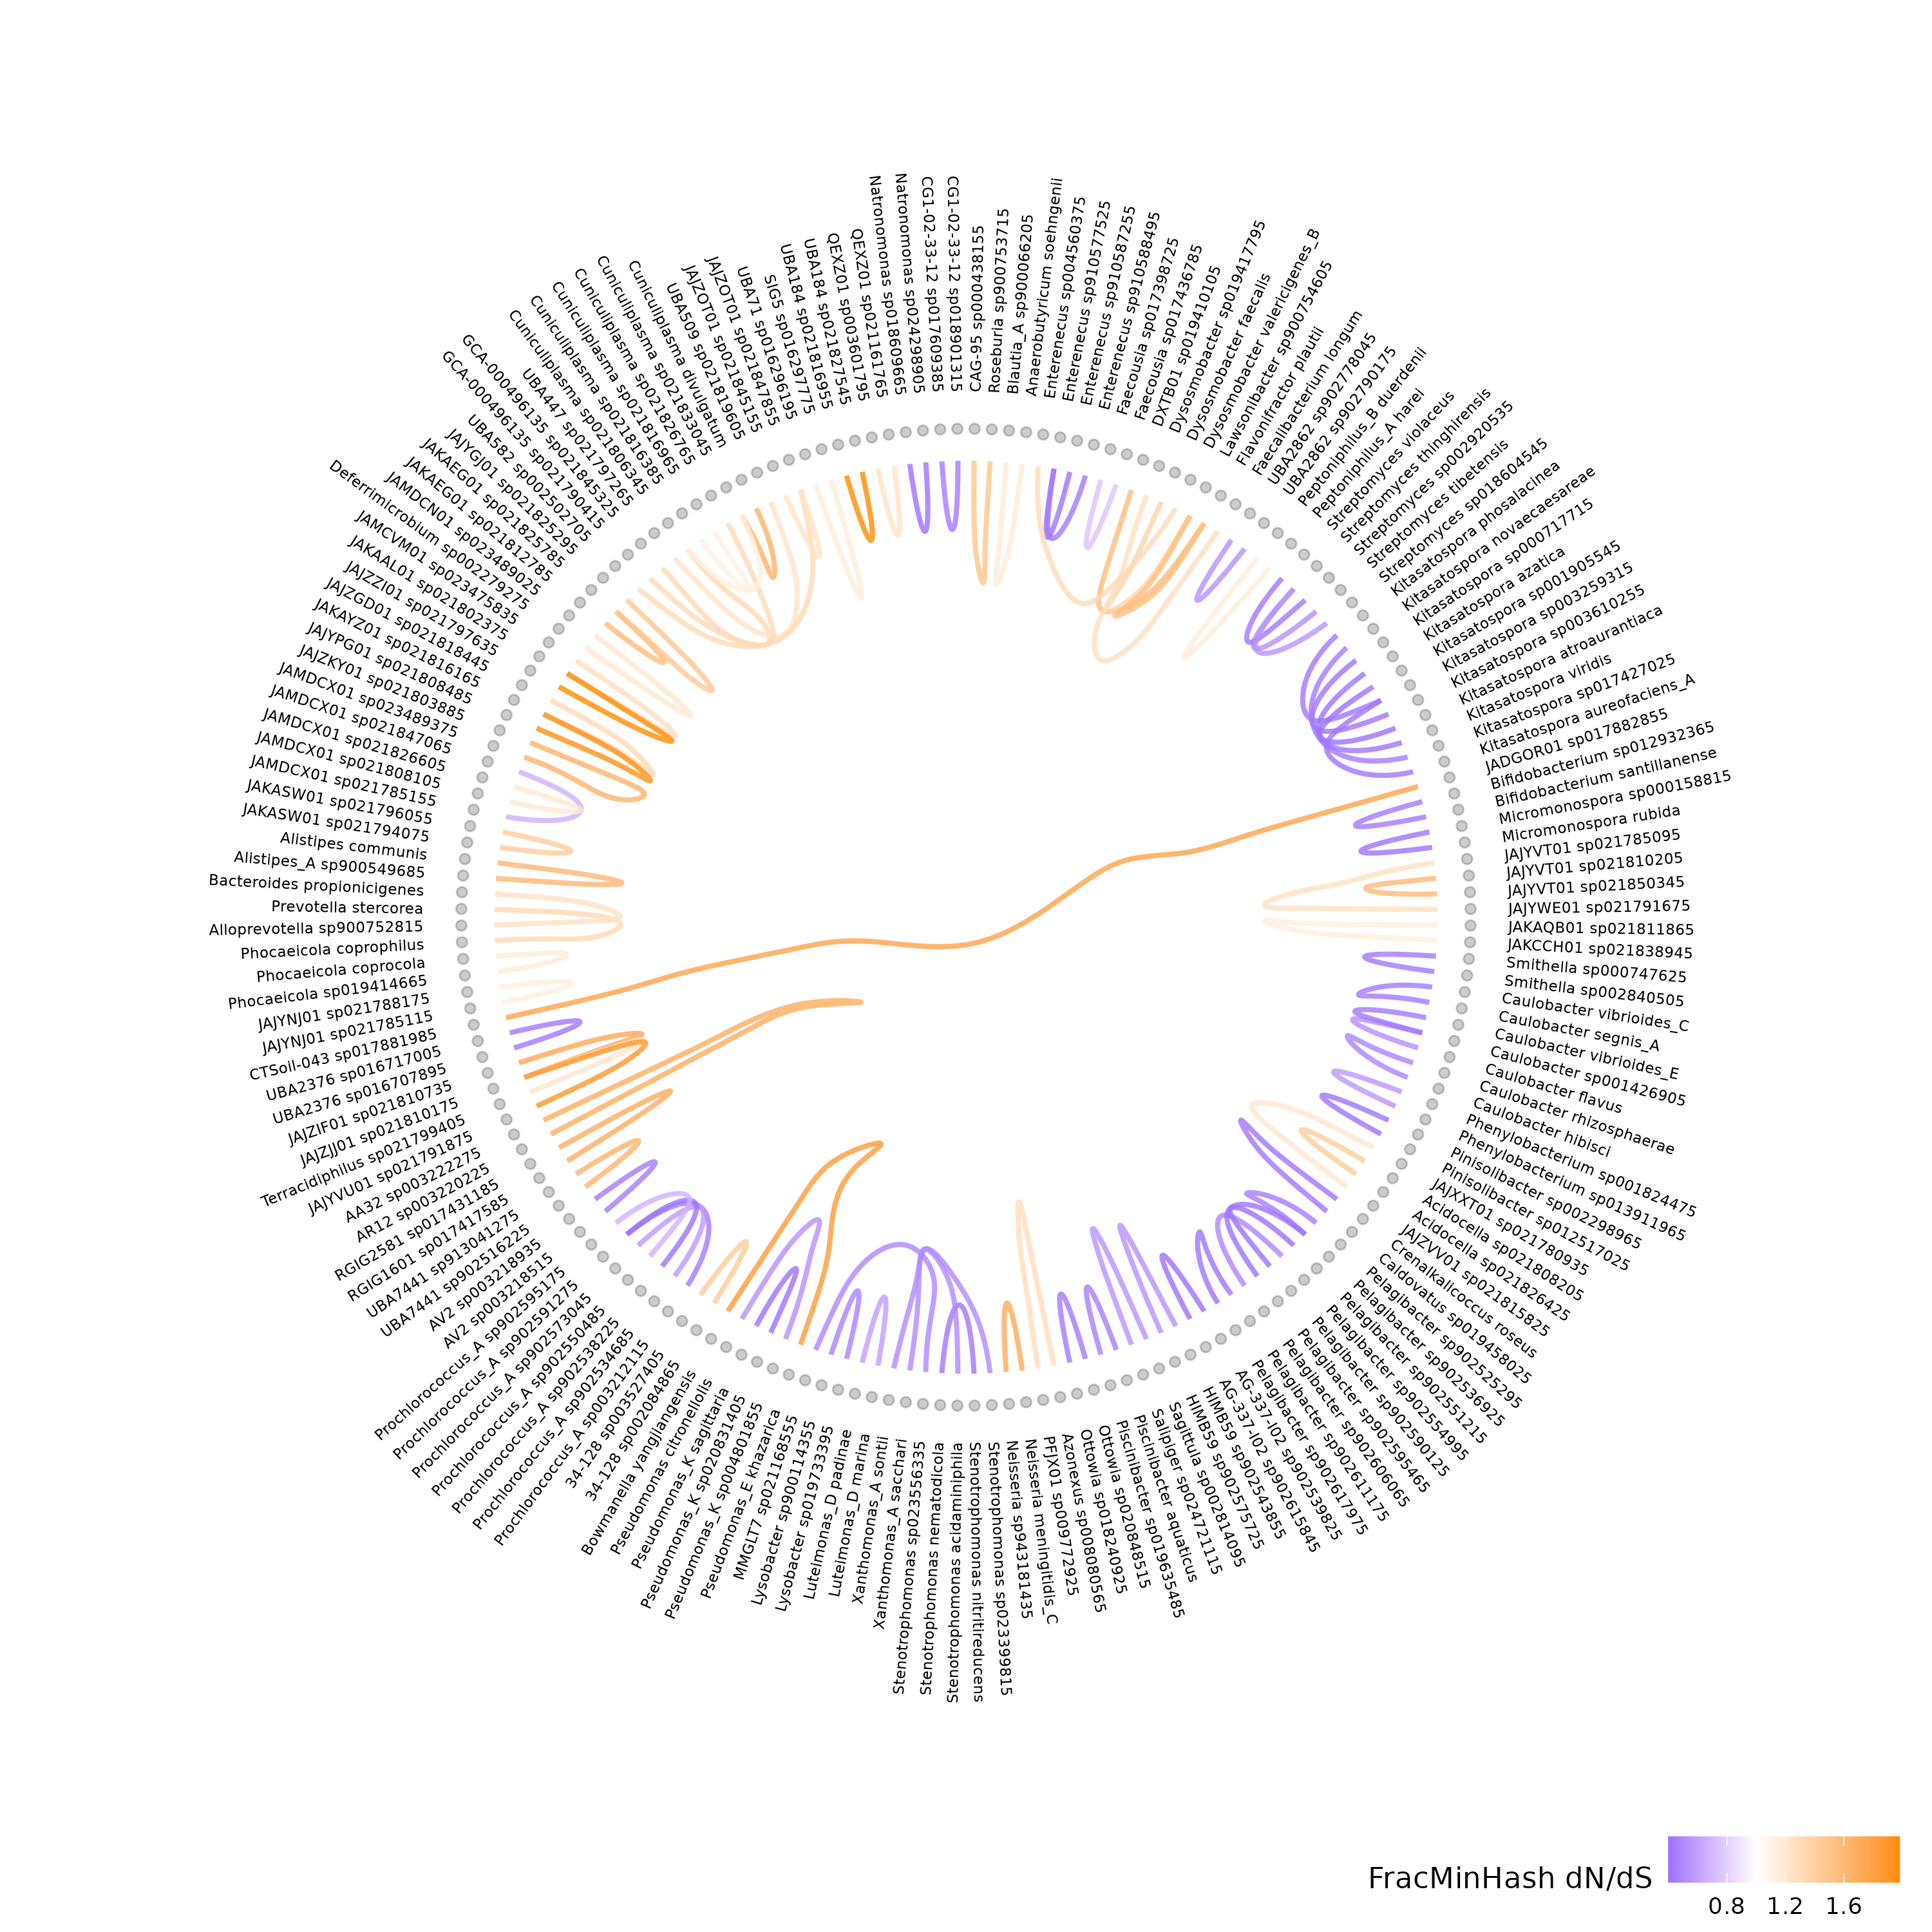 CAG-95 sp000438155
Roseburia sp900753715
Blautia_A sp900066205
Anaerobutyricum soehngenii
Enterenecus sp004560375
Enterenecus sp910577525
Enterenecus sp910587255
Enterenecus sp910588495
Faecousia sp017398725
Faecousia sp017436785
DXTB01 sp019410105
Dysosmobacter sp019417795
Dysosmobacter faecalis
Dysosmobacter valericigenes_B
Lawsonibacter sp900754605
Flavonifractor plautii
Faecalibacterium longum
UBA2862 sp902778045
UBA2862 sp902790175
Peptoniphilus_B duerdenii
Peptoniphilus_A harei
Streptomyces violaceus
Streptomyces thinghirensis
Streptomyces sp002920535
Streptomyces tibetensis
Streptomyces sp018604545
Kitasatospora phosalacinea
Kitasatospora novaecaesareae
Kitasatospora sp000717715
Kitasatospora azatica
Kitasatospora sp001905545
Kitasatospora sp003259315
Kitasatospora sp003610255
Kitasatospora atroaurantiaca
Kitasatospora viridis
Kitasatospora sp017427025
Kitasatospora aureofaciens_A
JADGOR01 sp017882855
Bifidobacterium sp012932365
Bifidobacterium santillanense
Micromonospora sp000158815
Micromonospora rubida
JAJYVT01 sp021785095
JAJYVT01 sp021810205
JAJYVT01 sp021850345
JAJYWE01 sp021791675
JAKAQB01 sp021811865
JAKCCH01 sp021838945
Smithella sp000747625
Smithella sp002840505
Caulobacter vibrioides_C
Caulobacter segnis_A
Caulobacter vibrioides_E
Caulobacter sp001426905
Caulobacter flavus
Caulobacter rhizosphaerae
Caulobacter hibisci
Phenylobacterium sp001824475
Phenylobacterium sp013911965
Pinisolibacter sp002298965
Pinisolibacter sp012517025
JAJXXT01 sp021780935
Acidocella sp021808205
Acidocella sp021826425
JAJZVV01 sp021815825
Crenalkalicoccus roseus
Caldovatus sp019458025
Pelagibacter sp902525295
Pelagibacter sp902536925
Pelagibacter sp902551215
Pelagibacter sp902554995
Pelagibacter sp902590125
Pelagibacter sp902595465
Pelagibacter sp902606065
Pelagibacter sp902611175
Pelagibacter sp902617975
AG-337-I02 sp902539825
AG-337-I02 sp902615845
HIMB59 sp902543855
HIMB59 sp902575725
Sagittula sp002814095
Salipiger sp024721115
Piscinibacter aquaticus
Piscinibacter sp019635485
Ottowia sp020848515
Ottowia sp018240925
Azonexus sp008080565
PFJX01 sp009772925
Neisseria meningitidis_C
Neisseria sp943181435
Stenotrophomonas sp023399815
Stenotrophomonas nitritireducens
Stenotrophomonas acidaminiphila
Stenotrophomonas nematodicola
Stenotrophomonas sp023556335
Xanthomonas_A sacchari
Xanthomonas_A sontii
Luteimonas_D marina
Luteimonas_D padinae
Lysobacter sp019733395
Lysobacter sp900114355
MMGLT7 sp021168555
Pseudomonas_E khazarica
Pseudomonas_K sp004801855
Pseudomonas_K sp020831405
Pseudomonas_K sagittaria
Pseudomonas citronellolis
Bowmanella yangjiangensis
34-128 sp002084865
34-128 sp003527405
Prochlorococcus_A sp003212115
Prochlorococcus_A sp902534685
Prochlorococcus_A sp902538225
Prochlorococcus_A sp902550485
Prochlorococcus_A sp902573045
Prochlorococcus_A sp902591275
Prochlorococcus_A sp902595175
AV2 sp003218515
AV2 sp003218935
UBA7441 sp902516225
UBA7441 sp913041275
RGIG1601 sp017417585
RGIG2581 sp017431185
AR12 sp003220225
AA32 sp003222275
JAJYVU01 sp021791875
Terracidiphilus sp021799405
JAJZJJ01 sp021810175
JAJZIF01 sp021810735
UBA2376 sp016707895
UBA2376 sp016717005
CTSoil-043 sp017881985
JAJYNJ01 sp021785115
JAJYNJ01 sp021788175
Phocaeicola sp019414665
Phocaeicola coprocola
Phocaeicola coprophilus
Alloprevotella sp900752815
Prevotella stercorea
Bacteroides propionicigenes
Alistipes_A sp900549685
Alistipes communis
JAKASW01 sp021794075
JAKASW01 sp021796055
JAMDCX01 sp021785155
JAMDCX01 sp021808105
JAMDCX01 sp021826605
JAMDCX01 sp021847065
JAMDCX01 sp023489375
JAJZKY01 sp021803885
JAJYPG01 sp021808485
JAKAYZ01 sp021816165
JAJZGD01 sp021818445
JAJZZI01 sp021797635
JAKAAL01 sp021802375
JAMCVM01 sp023475835
Deferrimicrobium sp002279275
JAMDCN01 sp023489025
JAKAEG01 sp021812785
JAKAEG01 sp021825785
JAJYGJ01 sp021825295
UBA582 sp002502705
GCA-000496135 sp021790415
GCA-000496135 sp021845325
UBA447 sp021797265
Cuniculiplasma sp021806345
Cuniculiplasma sp021816385
Cuniculiplasma sp021816965
Cuniculiplasma sp021826765
Cuniculiplasma sp021833045
Cuniculiplasma divulgatum
UBA509 sp021819605
JAJZOT01 sp021845155
JAJZOT01 sp021847855
UBA71 sp016296195
SIG5 sp016297775
UBA184 sp021816955
UBA184 sp021827545
QEXZ01 sp003601795
QEXZ01 sp021161765
Natronomonas sp018609665
Natronomonas sp024298905
CG1-02-33-12 sp017609385
CG1-02-33-12 sp018901315
FracMinHash dN/dS
0.8 1.2 1.6